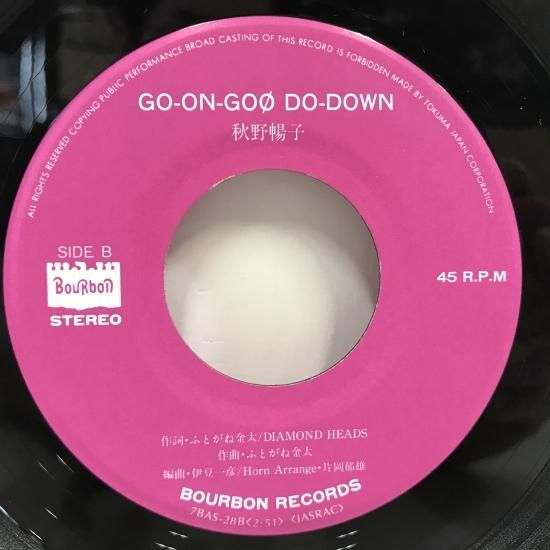 ALL RIGHTS RESERVED COPYING PUBLIC PERFORMANCE BROAD CASTING OF THIS RECORD IS FORBIDDEN MADE BY TOKUMA JAPAN CORPORATION
GO-ON-GOØ DO-DOWN
秋野暢子
SIDE B
BouRboN
STEREO
45 R.P.M
作詞・ふとがね金太/DIAMOND HEADS
作曲・ふとがね金太
編曲・伊豆一彦/Horn Arrange・片岡郁雄
BOURBON RECORDS
7BAS-28B〈2:51〉〈JASRAC〉